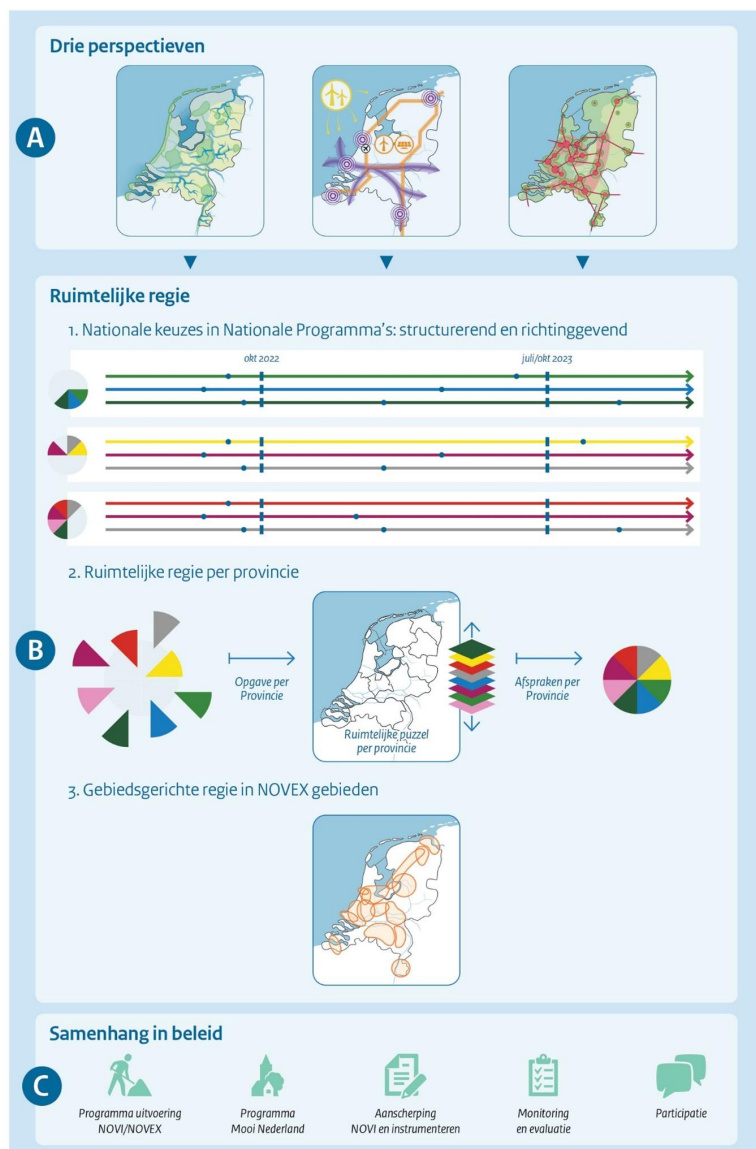 Drie perspectieven
A
Ruimtelijke regie
1. Nationale keuzes in Nationale Programma's: structurerend en richtinggevend
okt 2022
juli/okt 2023
2. Ruimtelijke regie per provincie
B
Opgave per
Provincie
Ruimtelijke puzzel
per provincie
Afspraken per
Provincie
3. Gebiedsgerichte regie in NOVEX gebieden
Samenhang in beleid
C
Programma uitvoering
NOVI/NOVEX
Programma
Mooi Nederland
Aanscherping
NOVI en instrumenteren
Monitoring
en evaluatie
Participatie